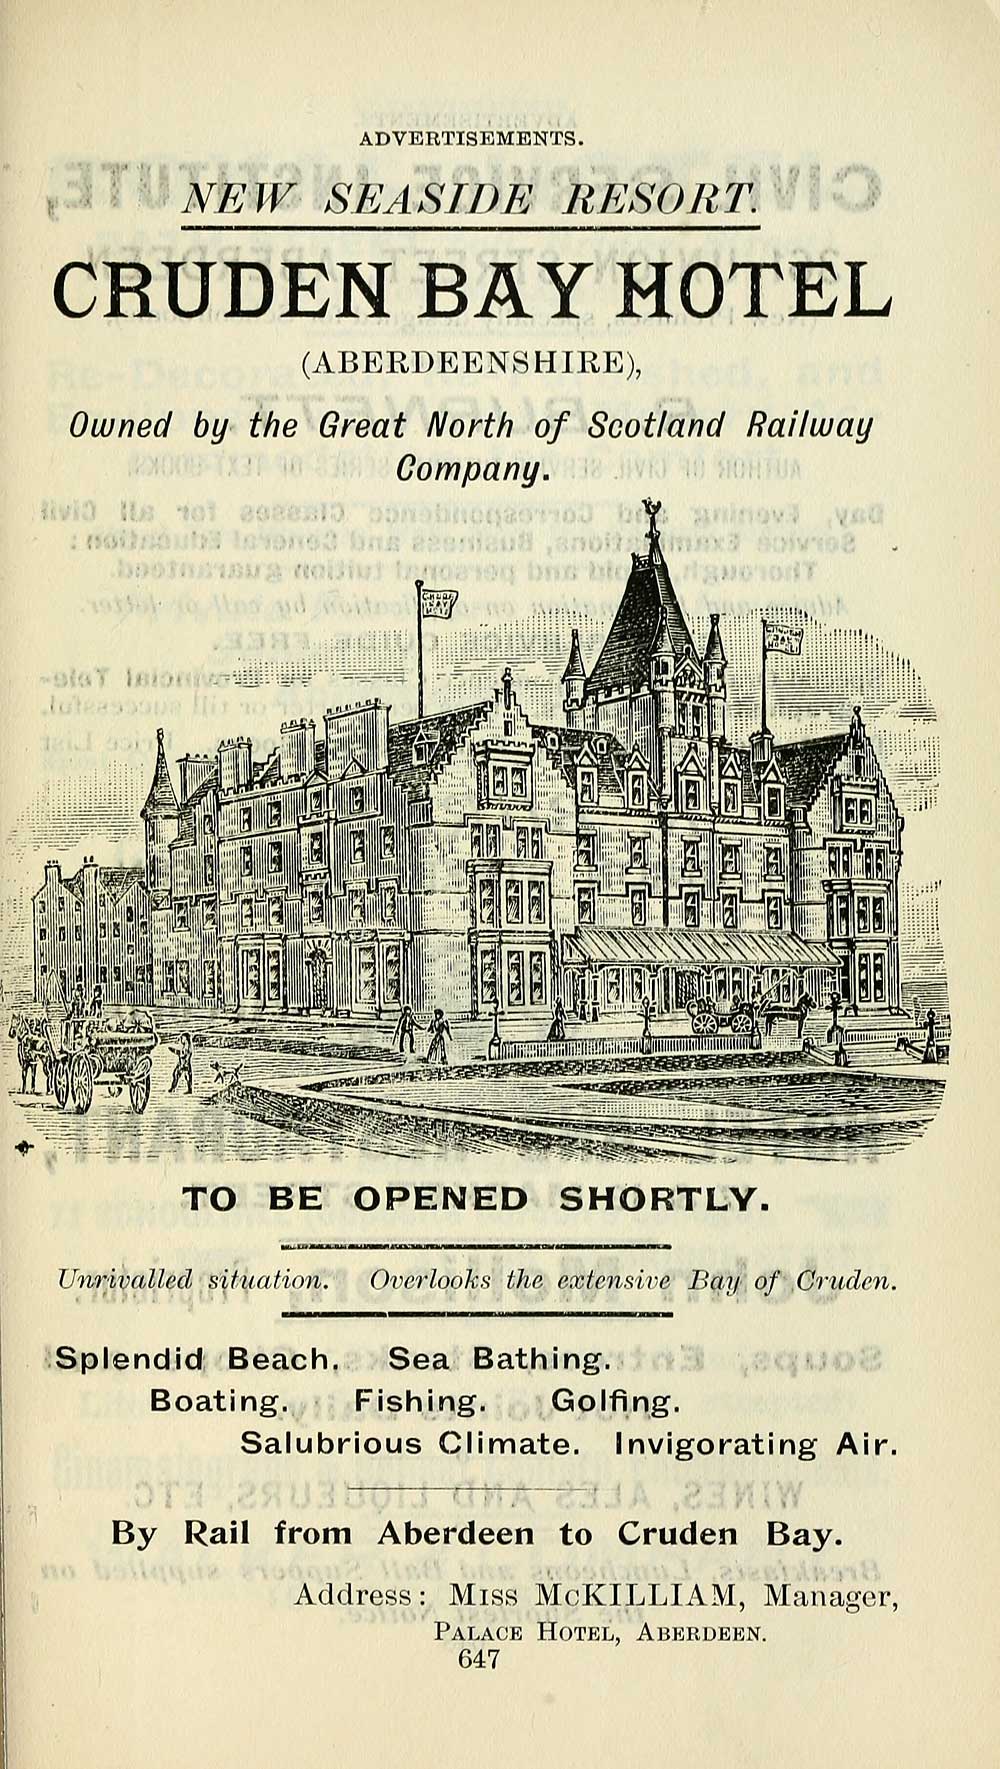 ADVERTISEMENTS.
NEW SEASIDE RESORT.
CRUDEN BAY HOTEL
(ABERDEENSHIRE),
Owned by the Great North of Scotland Railway
Company.
TO BE OPENED SHORTLY.
Unrivalled situation. Overlooks the extensive Bay of Cruden.
Splendid Beach. Sea Bathing.
Boating. Fishing. Golfing.
Salubrious Climate. Invigorating Air.
By Rail from Aberdeen to Cruden Bay.
Address: MISS MCKILLIAM, Manager,
PALACE HOTEL, ABERDEEN.
647